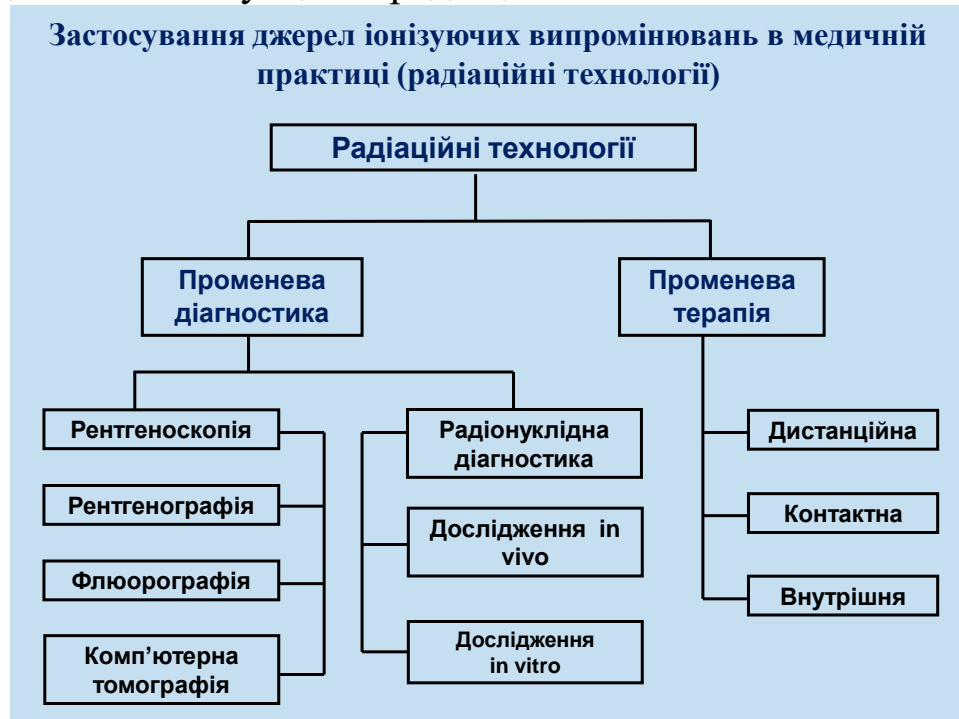 Застосування джерел іонізуючих випромінювань в медичній
практиці (радіаційні технології)
Радіаційні технології
Променева
діагностика
Променева
терапія
Рентгеноскопія
Рентгенографія
Флюорографія
Комп’ютерна
томографія
Радіонуклідна
діагностика
Дослідження in
vivo
Дослідження
in vitro
Дистанційна
Контактна
Внутрішня